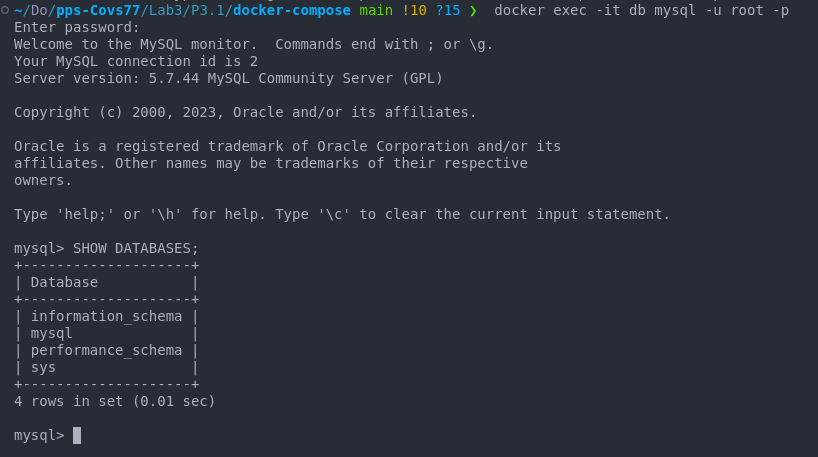 ~/Do/pps-Covs77/Lab3/P3.1/docker-compose main !10 ?15 ❯ docker exec -it db mysql -u root -p
Enter password:
Welcome to the MySQL monitor.  Commands end with ; or \g.
Your MySQL connection id is 2
Server version: 5.7.44 MySQL Community Server (GPL)

Copyright (c) 2000, 2023, Oracle and/or its affiliates.

Oracle is a registered trademark of Oracle Corporation and/or its
affiliates. Other names may be trademarks of their respective
owners.

Type 'help;' or '\h' for help. Type '\c' to clear the current input statement.

mysql> SHOW DATABASES;
+--------------------+
| Database           |
+--------------------+
| information_schema |
| mysql              |
| performance_schema |
| sys                |
+--------------------+
4 rows in set (0.01 sec)

mysql>